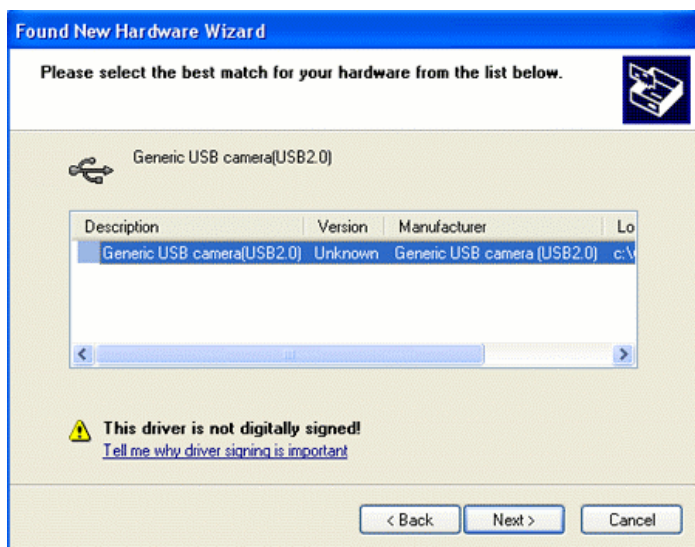 Found New Hardware Wizard
Please select the best match for your hardware from the list below.
Generic USB camera(USB2.0)
Description Version Manufacturer Lo
Generic USB camera(USB2.0) Unknown Generic USB camera (USB2.0) c:\
This driver is not digitally signed!
Tell me why driver signing is important
< Back Next > Cancel